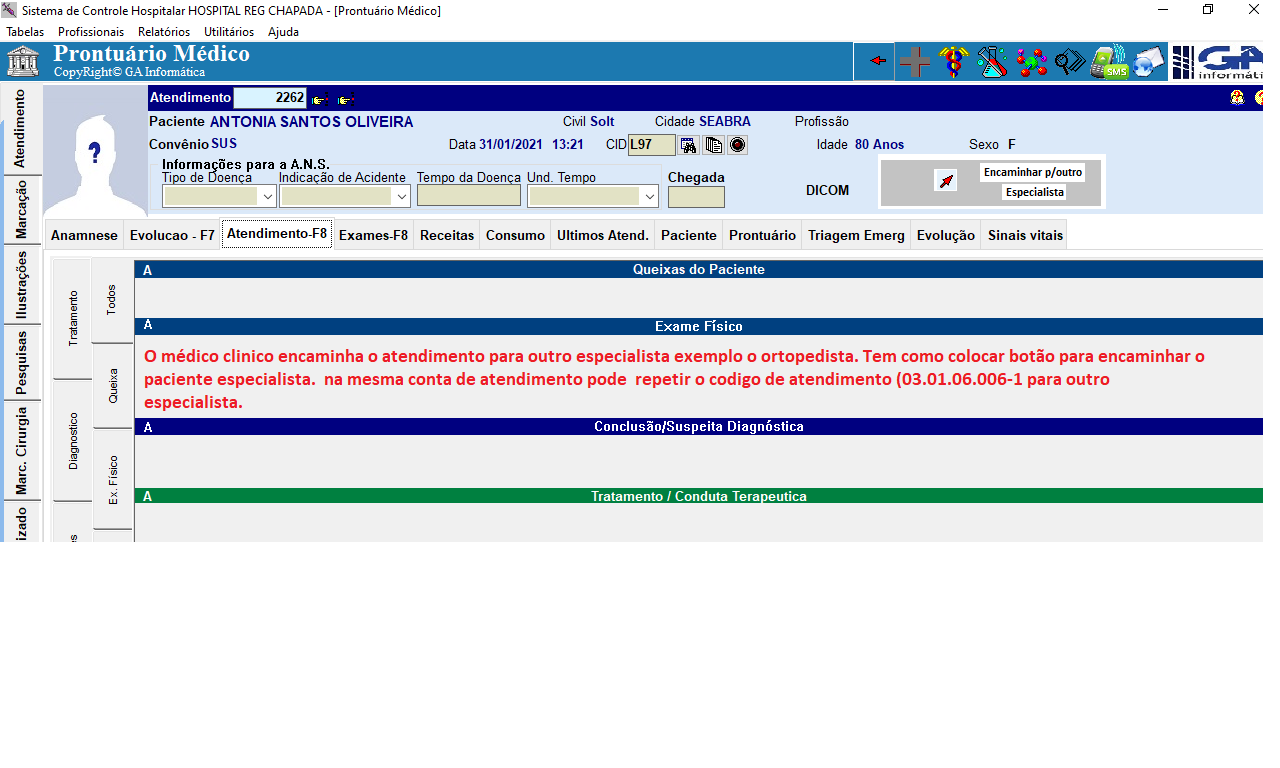 Sistema de Controle Hospitalar HOSPITAL REG CHAPADA - [Prontuário Médico]
Tabelas Profissionais Relatórios Utilitários Ajuda
Prontuário Médico
CopyRight© GA Informática
SMS
GA
Atendimento 2262
Paciente ANTONIA SANTOS OLIVEIRA Civil Solt Cidade SEABRA Profissão
Convênio SUS Data 31/01/2021 13:21 CID L97 Idade 80 Anos Sexo F
Informações para a A.N.S.
Tipo de Doença Indicação de Acidente Tempo da Doença Und. Tempo Chegada
DICOM
Encaminhar p/outro
Especialista
Anamnese Evolucao - F7 Atendimento-F8 Exames-F8 Receitas Consumo Ultimos Atend. Paciente Prontuário Triagem Emerg Evolução Sinais vitais
Atendimento
Marcação
Ilustrações
Pesquisas
Marc. Cirurgia
izado
Tratamento
Diagnostico
es
Todos
Queixa
Ex. Físico
A Queixas do Paciente
A Exame Físico
O médico clinico encaminha o atendimento para outro especialista exemplo o ortopedista. Tem como colocar botão para encaminhar o
paciente especialista. na mesma conta de atendimento pode repetir o codigo de atendimento (03.01.06.006-1 para outro
especialista.
A Conclusão/Suspeita Diagnóstica
A Tratamento / Conduta Terapeutica